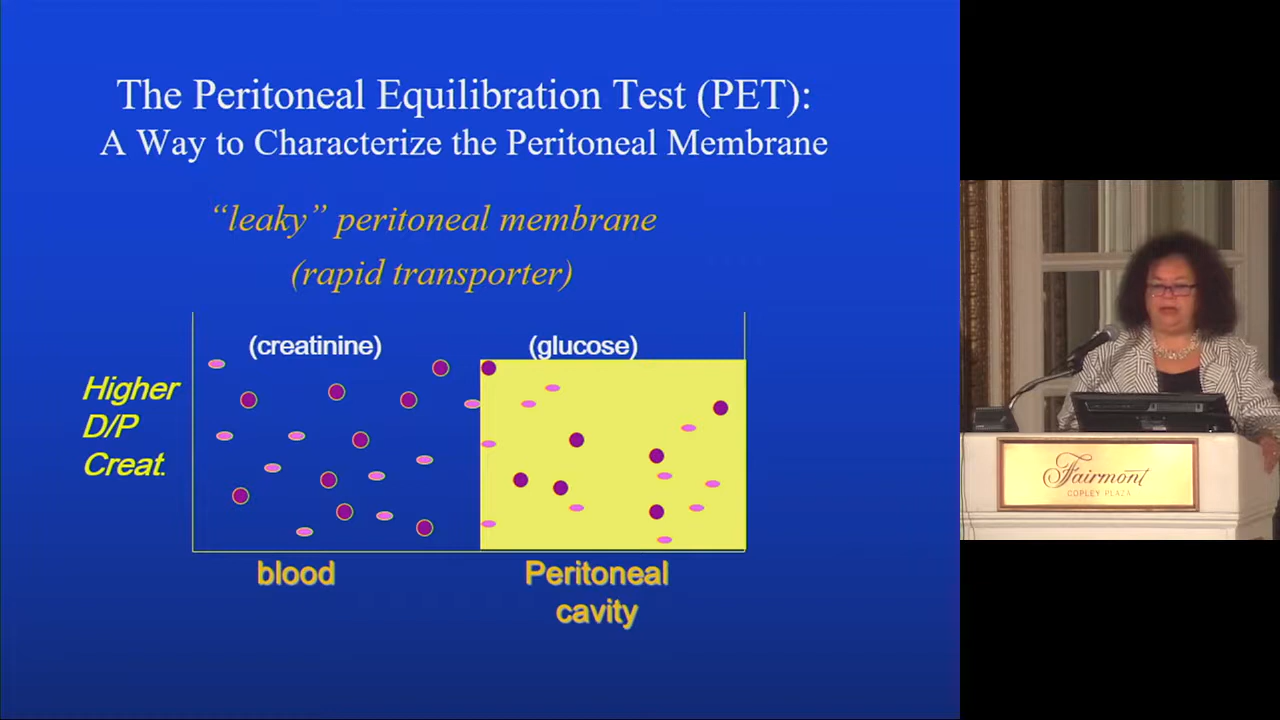 The Peritoneal Equilibration Test (PET):
A Way to Characterize the Peritoneal Membrane
“leaky” peritoneal membrane
(rapid transporter)
(creatinine)
(glucose)
Higher
D/P
Creat.
blood
Peritoneal
cavity
Fairmont
COPLEY PLAZA